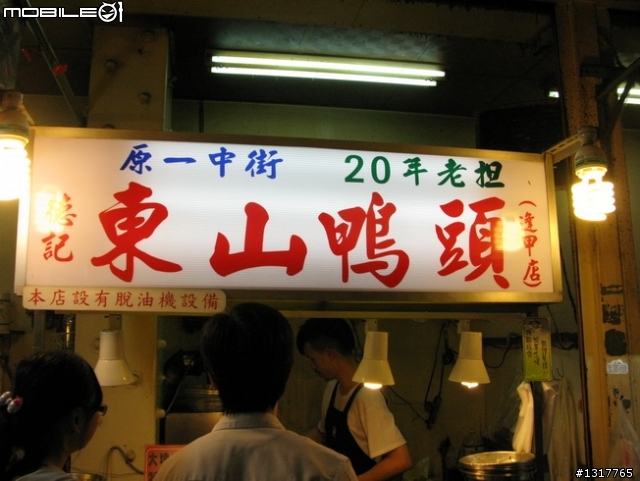 MOBILE01
原一中街 20年老担
德記 東山鴨頭 (逢甲店)
本店設有脫油機設備
#1317765